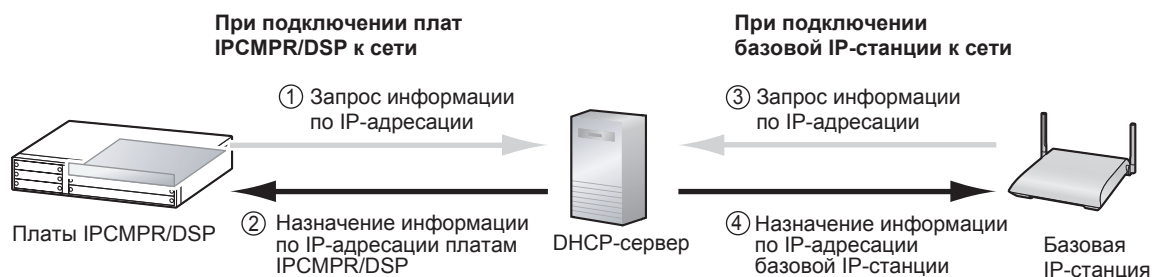 При подключении плат
IPCMPR/DSP к сети
При подключении
базовой IP-станции к сети
① Запрос информации
по IP-адресации
③ Запрос информации
по IP-адресации
② Назначение информации
по IP-адресации платам
IPCMPR/DSP
④ Назначение информации
по IP-адресации
базовой IP-станции
Платы IPCMPR/DSP
DHCP-сервер
Базовая
IP-станция